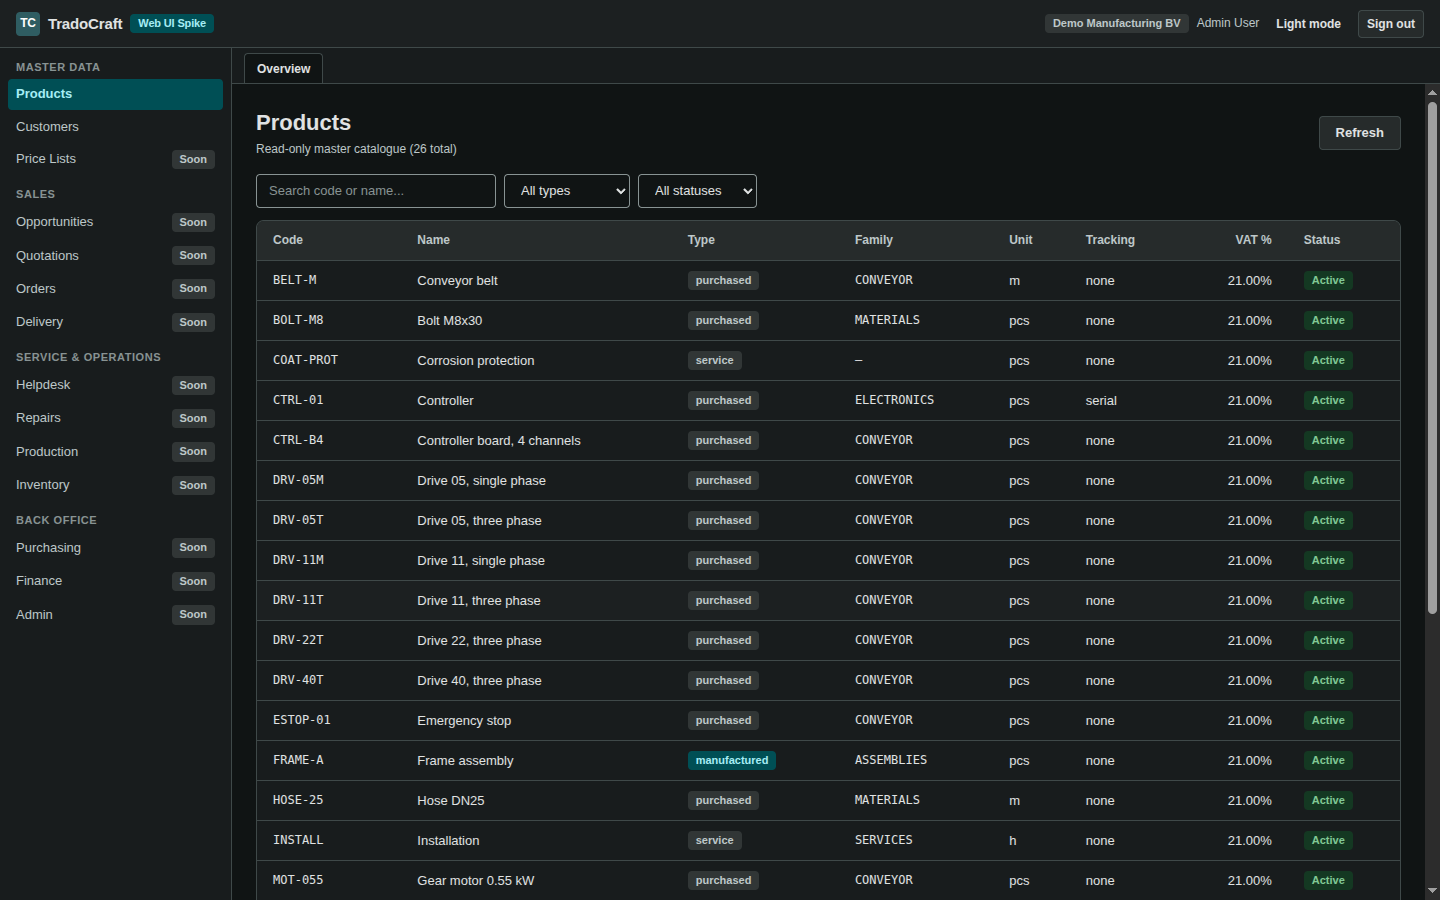 TC TradoCraft Web UI Spike Demo Manufacturing BV Admin User Light mode Sign out
MASTER DATA
Products
Customers
Price Lists Soon
SALES
Opportunities Soon
Quotations Soon
Orders Soon
Delivery Soon
SERVICE & OPERATIONS
Helpdesk Soon
Repairs Soon
Production Soon
Inventory Soon
BACK OFFICE
Purchasing Soon
Finance Soon
Admin Soon
Overview
Products
Read-only master catalogue (26 total)
Refresh
Search code or name... All types All statuses
Code Name Type Family Unit Tracking VAT % Status
BELT-M Conveyor belt purchased CONVEYOR m none 21.00% Active
BOLT-M8 Bolt M8x30 purchased MATERIALS pcs none 21.00% Active
COAT-PROT Corrosion protection service — pcs none 21.00% Active
CTRL-01 Controller purchased ELECTRONICS pcs serial 21.00% Active
CTRL-B4 Controller board, 4 channels purchased CONVEYOR pcs none 21.00% Active
DRV-05M Drive 05, single phase purchased CONVEYOR pcs none 21.00% Active
DRV-05T Drive 05, three phase purchased CONVEYOR pcs none 21.00% Active
DRV-11M Drive 11, single phase purchased CONVEYOR pcs none 21.00% Active
DRV-11T Drive 11, three phase purchased CONVEYOR pcs none 21.00% Active
DRV-22T Drive 22, three phase purchased CONVEYOR pcs none 21.00% Active
DRV-40T Drive 40, three phase purchased CONVEYOR pcs none 21.00% Active
ESTOP-01 Emergency stop purchased CONVEYOR pcs none 21.00% Active
FRAME-A Frame assembly manufactured ASSEMBLIES pcs none 21.00% Active
HOSE-25 Hose DN25 purchased MATERIALS m none 21.00% Active
INSTALL Installation service SERVICES h none 21.00% Active
MOT-055 Gear motor 0.55 kW purchased CONVEYOR pcs none 21.00% Active